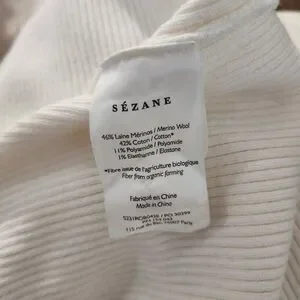 SÉZANE
46% Laine Mérinos / Merino Wool
42% Coton / Cotton*
11% Polyamide / Polyamide
1% Elasthanne / Elastane
*Fibre issue de l'agriculture biologique
Fiber from organic farming
Fabriqué en Chine
Made in China